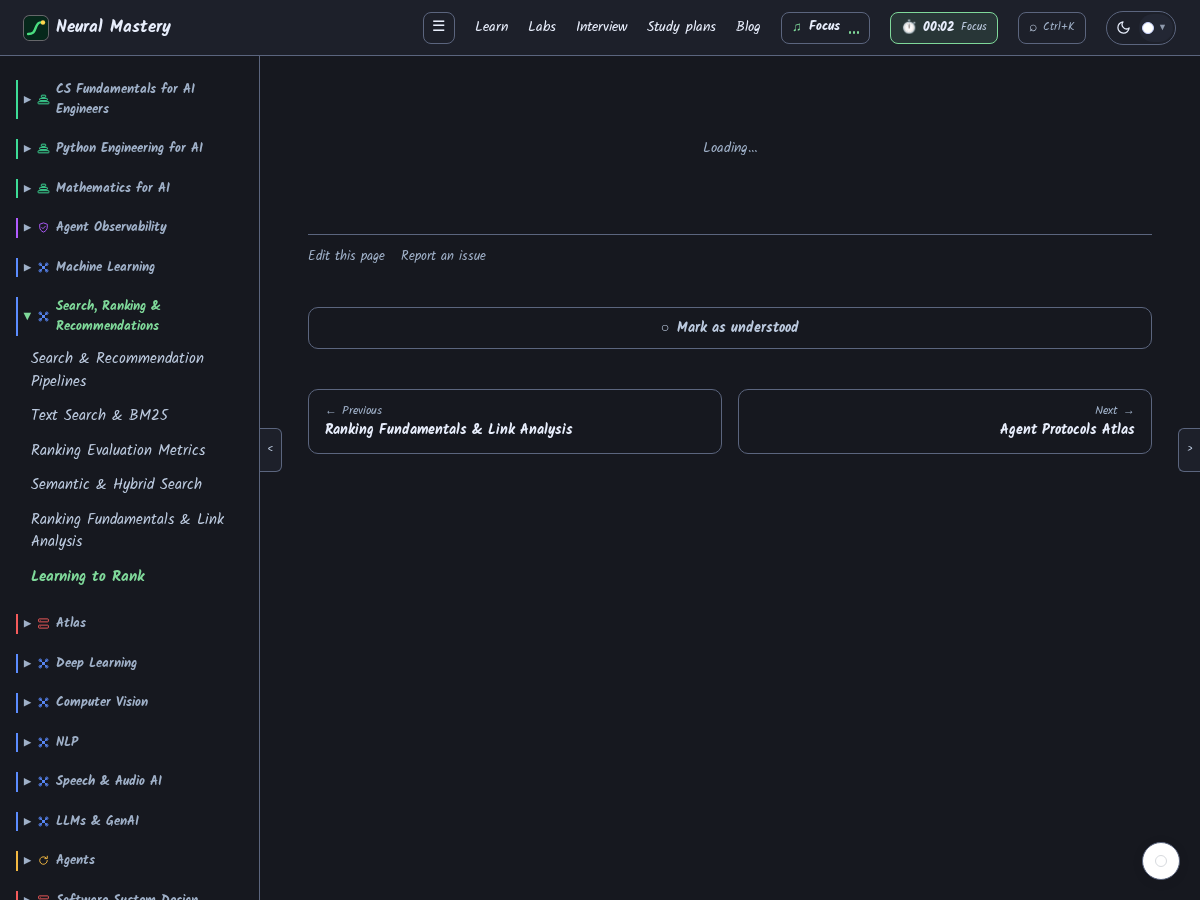 Neural Mastery
☰
Learn
Labs
Interview
Study plans
Blog
♫ Focus ...
⏱ 00:02 Focus
⌕ Ctrl+K
▾
▶ CS Fundamentals for AI
Engineers
▶ Python Engineering for AI
▶ Mathematics for AI
▶ Agent Observability
▶ Machine Learning
▼ Search, Ranking &
Recommendations
Search & Recommendation
Pipelines
Text Search & BM25
Ranking Evaluation Metrics
Semantic & Hybrid Search
Ranking Fundamentals & Link
Analysis
Learning to Rank
▶ Atlas
▶ Deep Learning
▶ Computer Vision
▶ NLP
▶ Speech & Audio AI
▶ LLMs & GenAI
▶ Agents
▶ Software System Design
<
Loading…
Edit this page
Report an issue
○ Mark as understood
← Previous
Ranking Fundamentals & Link Analysis
Next →
Agent Protocols Atlas
>